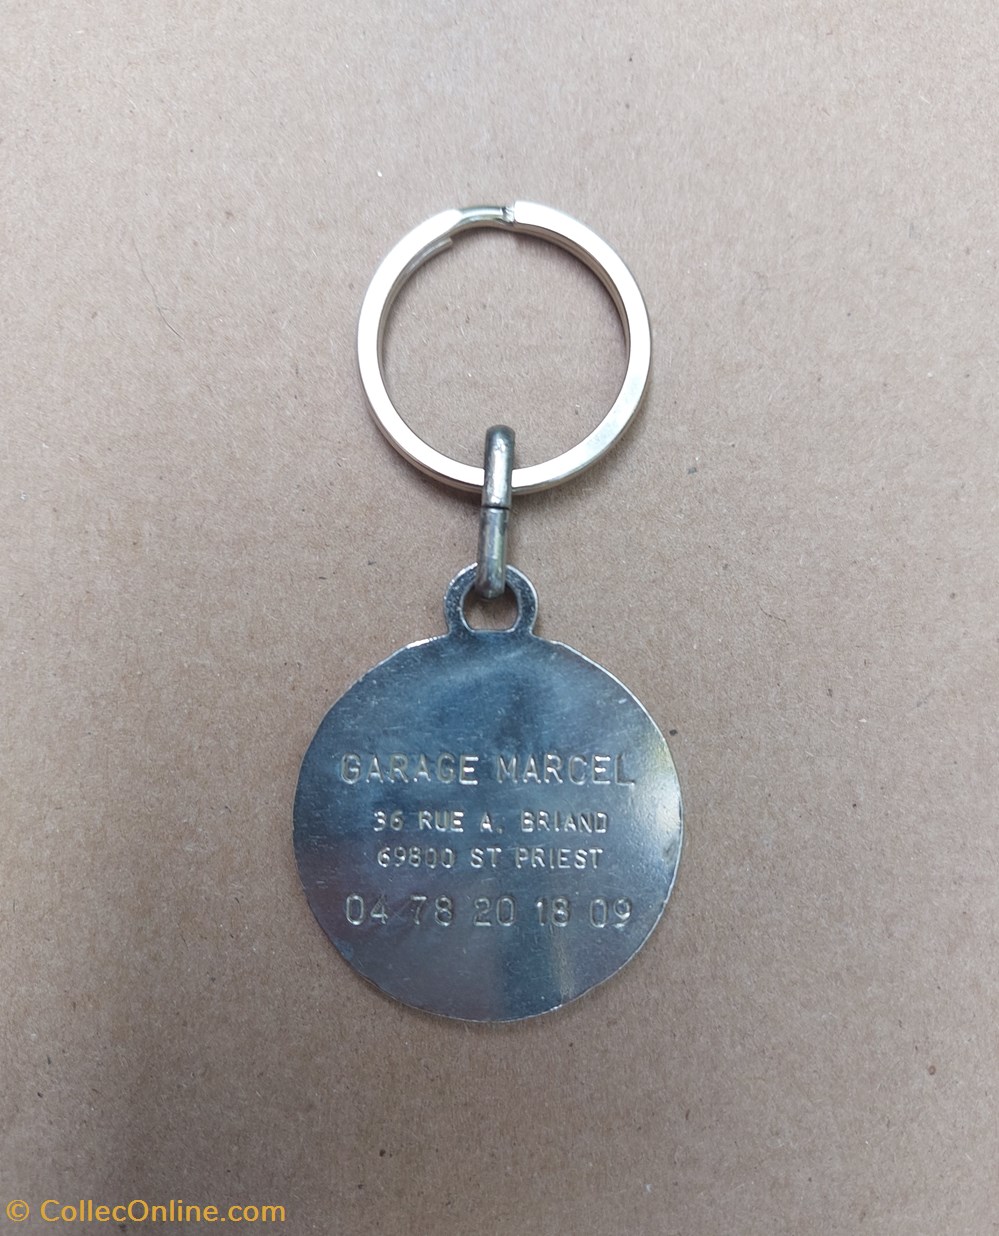 GARAGE MARCEL
36 RUE A. BRIAND
69800 ST PRIEST
04 78 20 18 09
© CollecOnline.com